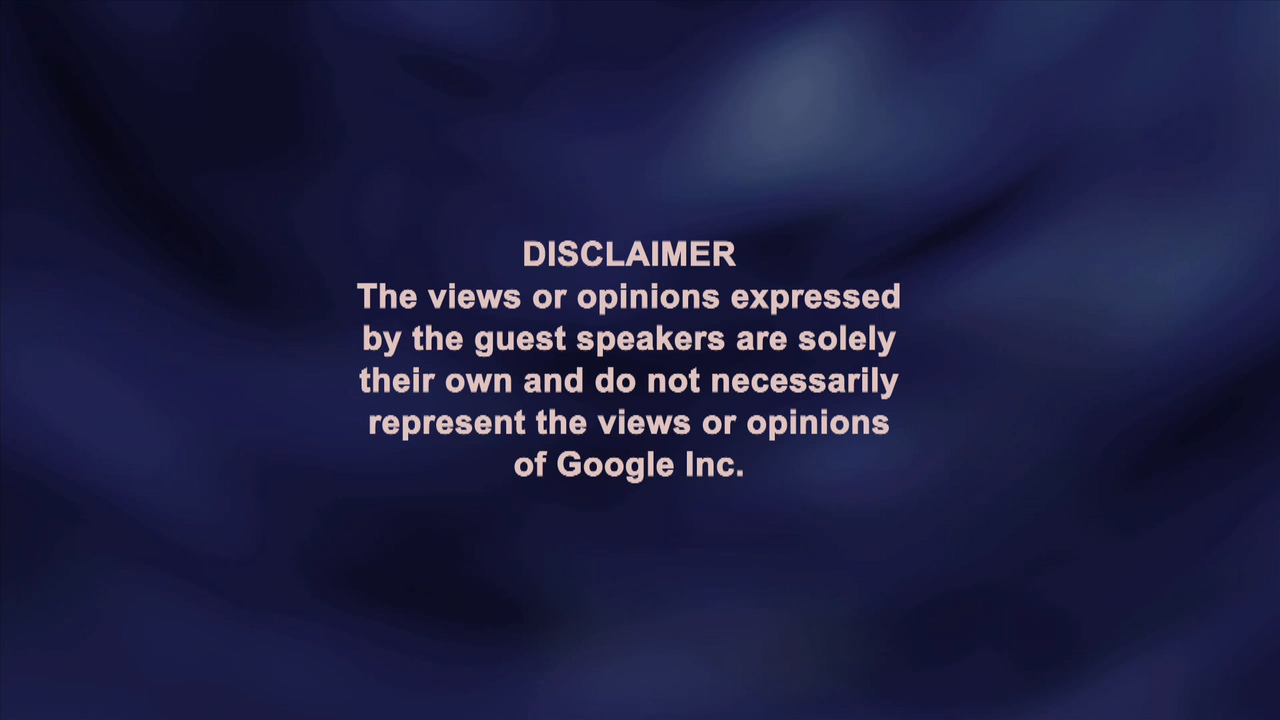 DISCLAIMER
The views or opinions expressed
by the guest speakers are solely
their own and do not necessarily
represent the views or opinions
of Google Inc.